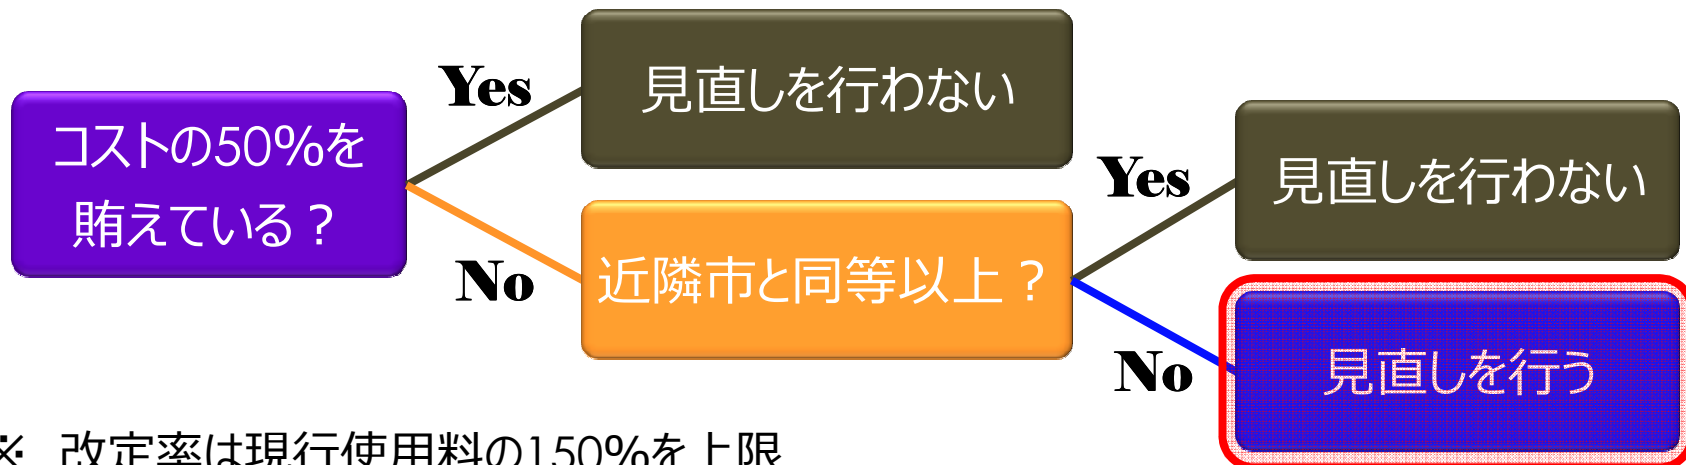 コストの50%を
賄えている？
Yes
見直しを行わない
No
近隣市と同等以上？
Yes
見直しを行わない
No
見直しを行う
※ 改定率は現行使用料の150%を上限